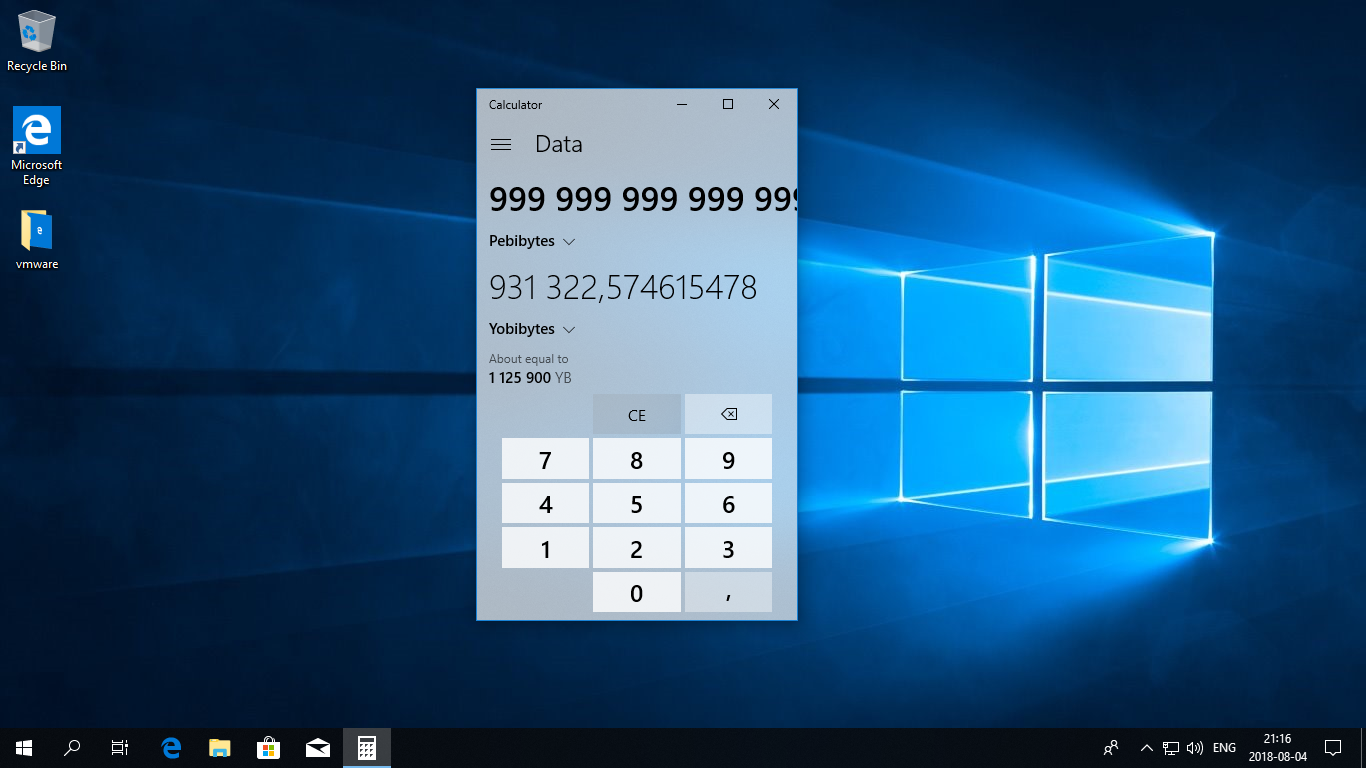 Recycle Bin
Microsoft
Edge
vmware
Calculator
Data
999 999 999 999 999
Pebibytes
931 322,574615478
Yobibytes
About equal to
1 125 900 YB
CE
7 8 9
4 5 6
1 2 3
0 ,
ENG
21:16
2018-08-04